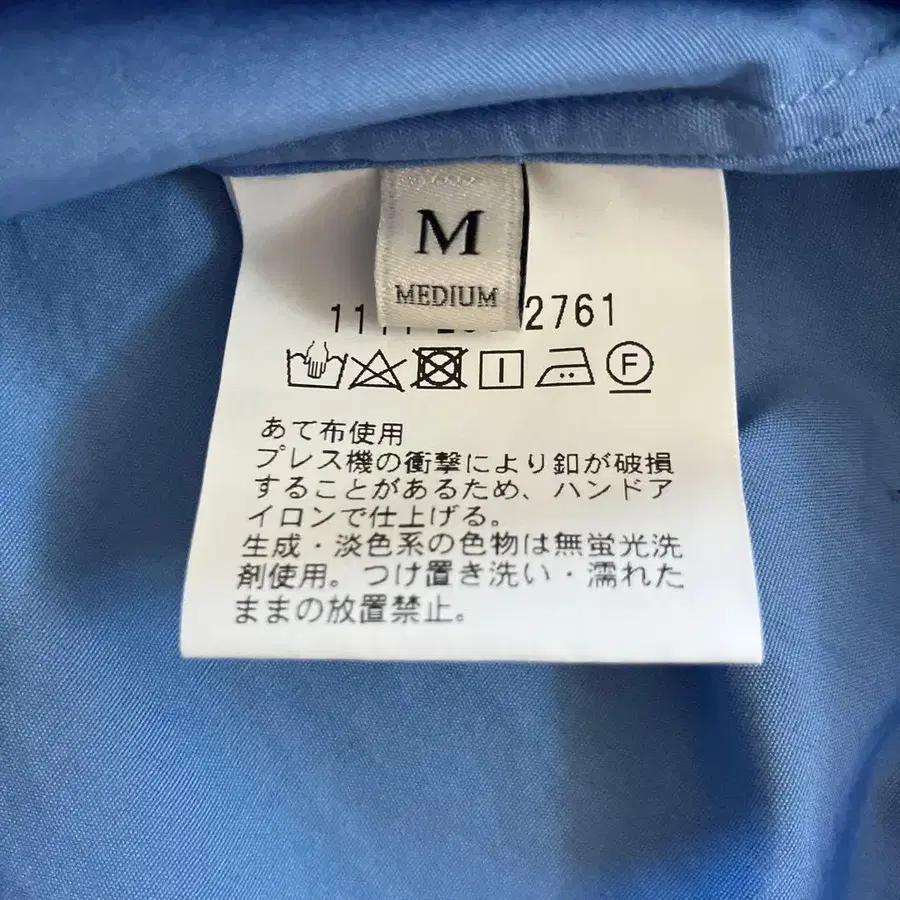 M
MEDIUM
2761
F
あて布使用
プレス機の衝撃により釦が破損
することがあるため、ハンドア
イロンで仕上げる。
生成・淡色系の色物は無蛍光洗
剤使用。つけ置き洗い・濡れた
ままの放置禁止。